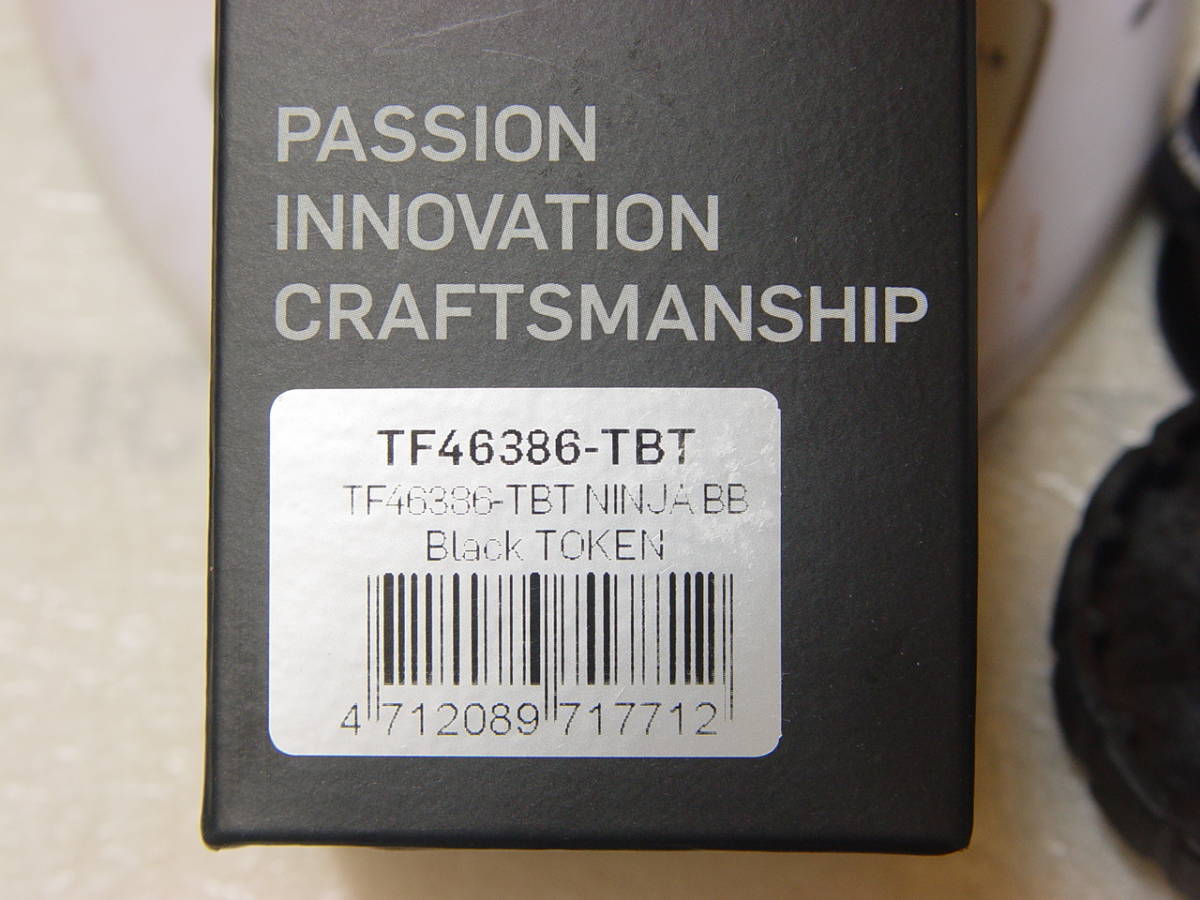 PASSION
INNOVATION
CRAFTSMANSHIP
TF46386-TBT
TF46386-TBT NINJA BB
Black TOKEN
4 712089 717712